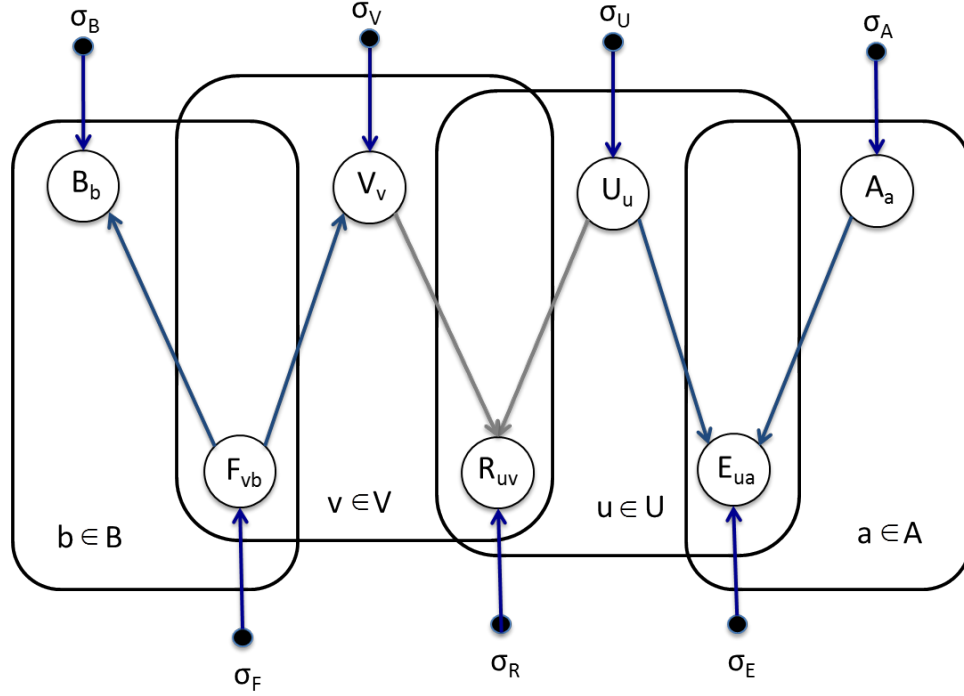 σB σV σU σA
Bb Vv Uu Aa
Fvb Ruv Eua
b ∈ B v ∈ V u ∈ U a ∈ A
σF σR σE